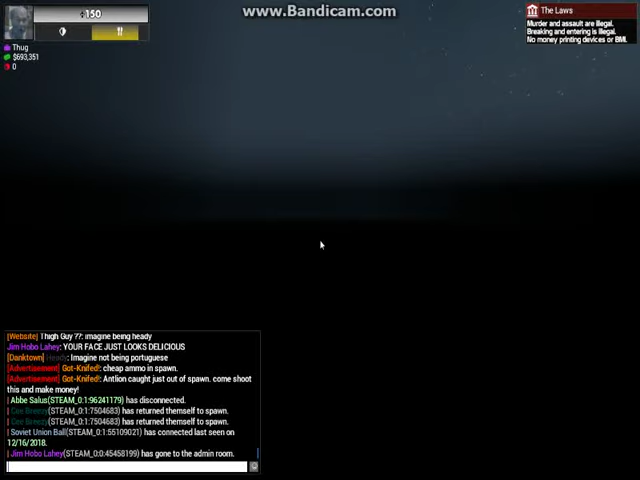 www.Bandicam.com
+150
Thug
$693,351
0
The Laws
Murder and assault are illegal.
Breaking and entering is illegal.
No money printing devices or BMI.
[Website] Thigh Guy ??: imagine being heady
Jim Hobo Lahey: YOUR FACE JUST LOOKS DELICIOUS
[Danktown] Heady: Imagine not being portuguese
[Advertisement] Got-Knifed!: cheap ammo in spawn.
[Advertisement] Got-Knifed!: Antlion caught just out of spawn. come shoot
this and make money!
| Abbe Salus(STEAM_0:1:96241179) has disconnected.
| Cee Breezy(STEAM_0:1:7504683) has returned themself to spawn.
| Cee Breezy(STEAM_0:1:7504683) has returned themself to spawn.
| Soviet Union Ball(STEAM_0:1:55109021) has connected last seen on
12/16/2018.
| Jim Hobo Lahey(STEAM_0:0:45458199) has gone to the admin room.